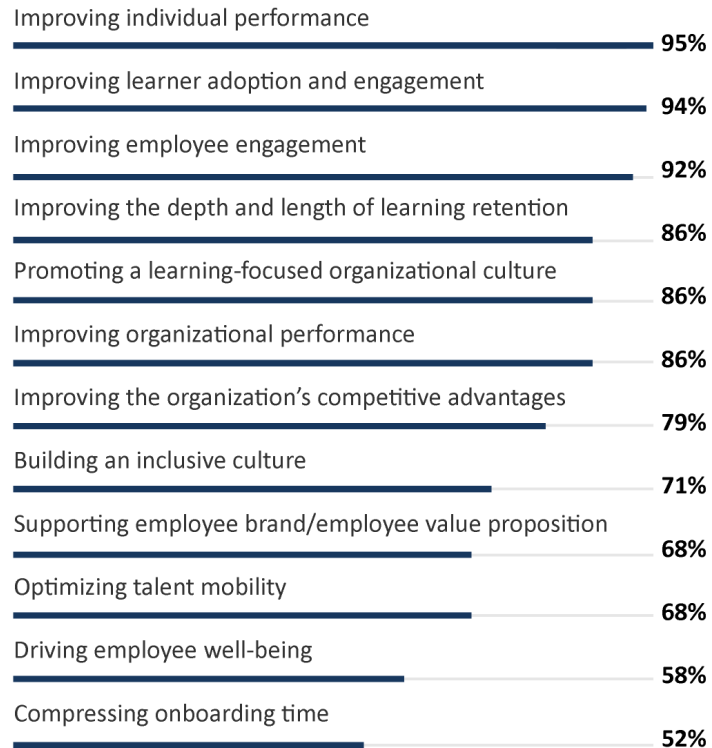 Improving individual performance
95%
Improving learner adoption and engagement
94%
Improving employee engagement
92%
Improving the depth and length of learning retention
86%
Promoting a learning-focused organizational culture
86%
Improving organizational performance
86%
Improving the organization’s competitive advantages
79%
Building an inclusive culture
71%
Supporting employee brand/employee value proposition
68%
Optimizing talent mobility
68%
Driving employee well-being
58%
Compressing onboarding time
52%